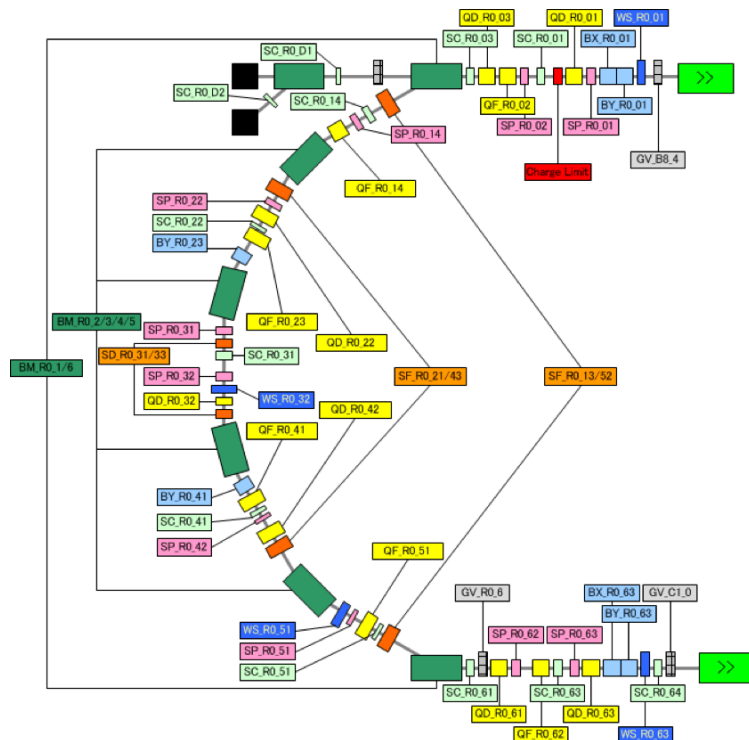 QD_R0_03
QD_R0_01
WS_R0_01
SC_R0_03
SC_R0_01
BX_R0_01
SC_R0_D1
>>
SC_R0_D2
SC_R0_14
QF_R0_02
BY_R0_01
SP_R0_14
SP_R0_02
SP_R0_01
GV_B8_4
Charge Limit
QF_R0_14
SP_R0_22
SC_R0_22
BY_R0_23
BM_R0_2/3/4/5
QF_R0_23
SP_R0_31
QD_R0_22
SD_R0_31/33
SC_R0_31
BM_R0_1/6
SP_R0_32
SF_R0_21/43
SF_R0_13/52
QD_R0_32
WS_R0_32
QD_R0_42
QF_R0_41
BY_R0_41
SC_R0_41
SP_R0_42
QF_R0_51
GV_R0_6
BX_R0_63
GV_C1_0
BY_R0_63
WS_R0_51
SP_R0_62
SP_R0_63
SP_R0_51
SC_R0_51
>>
SC_R0_61
SC_R0_63
SC_R0_64
QD_R0_61
QD_R0_63
QF_R0_62
WS_R0_63